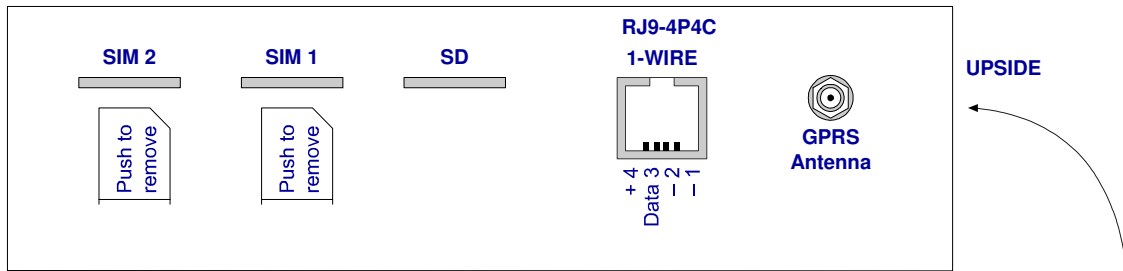 RJ9-4P4C
SIM 2
SIM 1
SD
1-WIRE
UPSIDE
Push to
remove
Push to
remove
GPRS
Antenna
+ 4
Data 3
– 2
– 1